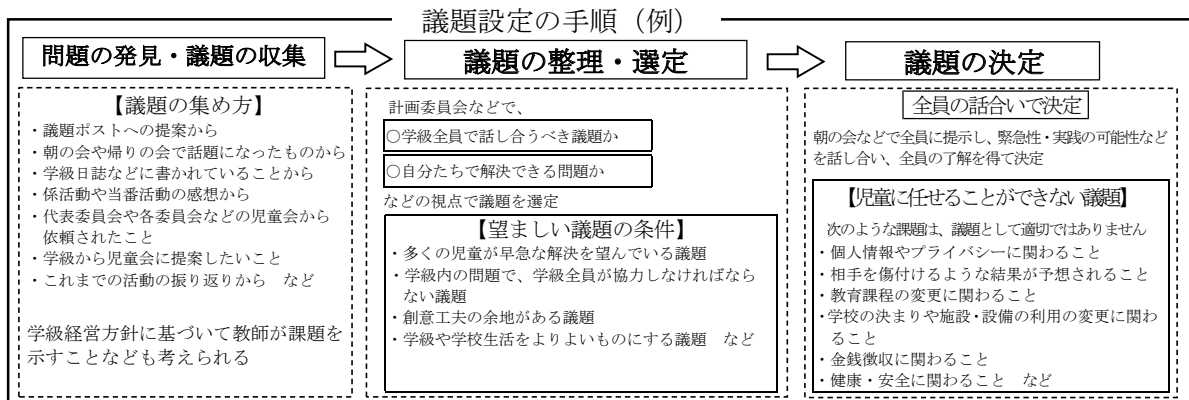 議題設定の手順（例）
問題の発見・議題の収集
議題の整理・選定
議題の決定
【議題の集め方】
・議題ポストへの提案から
・朝の会や帰りの会で話題になったものから
・学級日誌などに書かれていることから
・係活動や当番活動の感想から
・代表委員会や各委員会などの児童会から
依頼されたこと
・学級から児童会に提案したいこと
・これまでの活動の振り返りから　など
学級経営方針に基づいて教師が課題を
示すことなども考えられる
計画委員会などで、
○学級全員で話し合うべき議題か
○自分たちで解決できる問題か
などの視点で議題を選定
【望ましい議題の条件】
・多くの児童が早急な解決を望んでいる議題
・学級内の問題で、学級全員が協力しなければなら
ない議題
・創意工夫の余地がある議題
・学級や学校生活をよりよいものにする議題　など
全員の話合いで決定
朝の会などで全員に提示し、緊急性・実践の可能性など
を話し合い、全員の了解を得て決定
【児童に任せることができない議題】
次のような課題は、議題として適切ではありません
・個人情報やプライバシーに関わること
・相手を傷付けるような結果が予想されること
・教育課程の変更に関わること
・学校の決まりや施設・設備の利用の変更に関わ
ること
・金銭徴収に関わること
・健康・安全に関わること　など